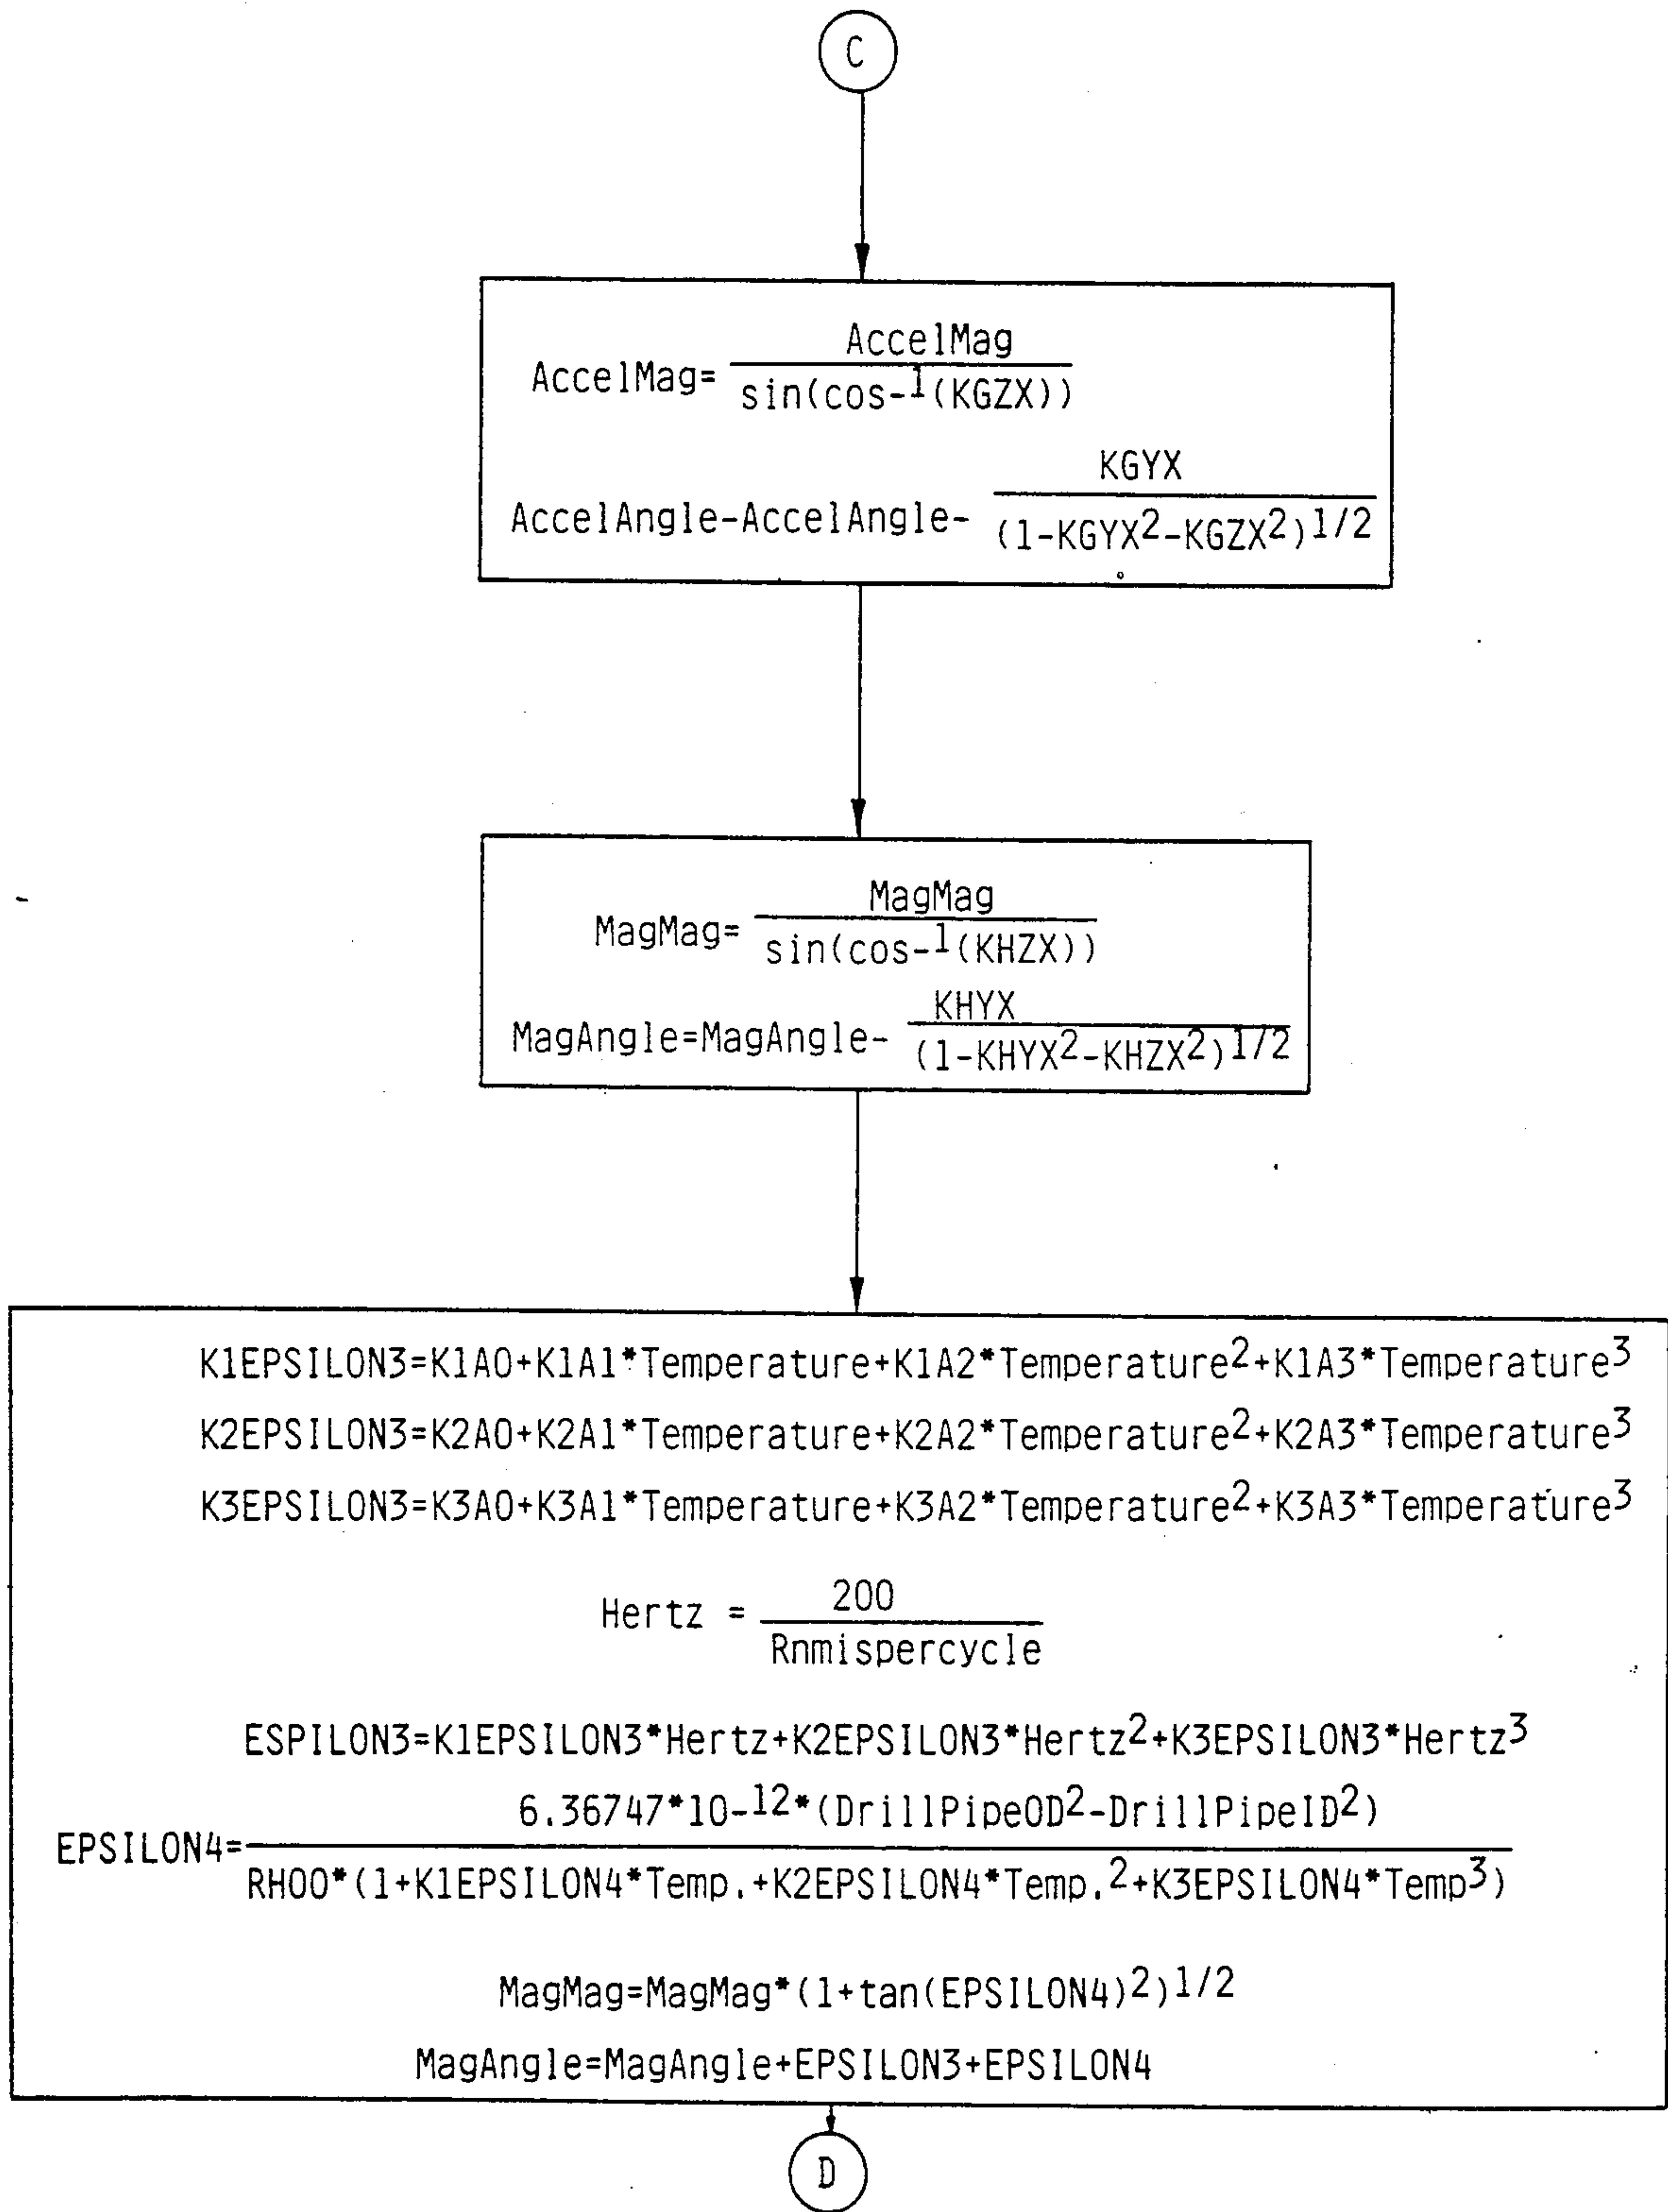 C
AccelMag= AccelMag
sin(cos-1(KGZX))
AccelAngle-AccelAngle- KGYX
(1-KGYX2-KGZX2)1/2
MagMag= MagMag
sin(cos-1(KHZX))
MagAngle=MagAngle- KHYX
(1-KHYX2-KHZX2)1/2
K1EPSILON3=K1A0+K1A1*Temperature+K1A2*Temperature2+K1A3*Temperature3
K2EPSILON3=K2A0+K2A1*Temperature+K2A2*Temperature2+K2A3*Temperature3
K3EPSILON3=K3A0+K3A1*Temperature+K3A2*Temperature2+K3A3*Temperature3
Hertz = 200
Rnmispercycle
ESPILON3=K1EPSILON3*Hertz+K2EPSILON3*Hertz2+K3EPSILON3*Hertz3
6.36747*10-12*(DrillPipeOD2-DrillPipeID2)
EPSILON4=
RHO0*(1+K1EPSILON4*Temp.+K2EPSILON4*Temp.2+K3EPSILON4*Temp3)
MagMag=MagMag*(1+tan(EPSILON4)2)1/2
MagAngle=MagAngle+EPSILON3+EPSILON4
D